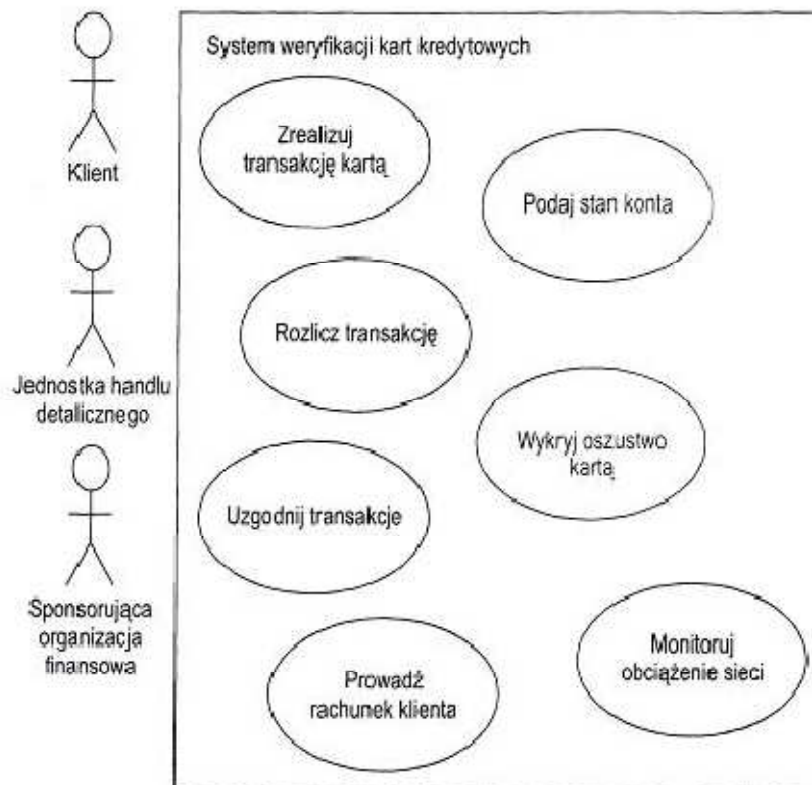 System weryfikacji kart kredytowych
Klient
Zrealizuj
transakcję kartą
Podaj stan konta
Jednostka handlu
detalicznego
Rozlicz transakcję
Wykryj oszustwo
kartą
Uzgodnij transakcje
Sponsorująca
organizacja
finansowa
Monitoruj
obciążenie sieci
Prowadź
rachunek klienta